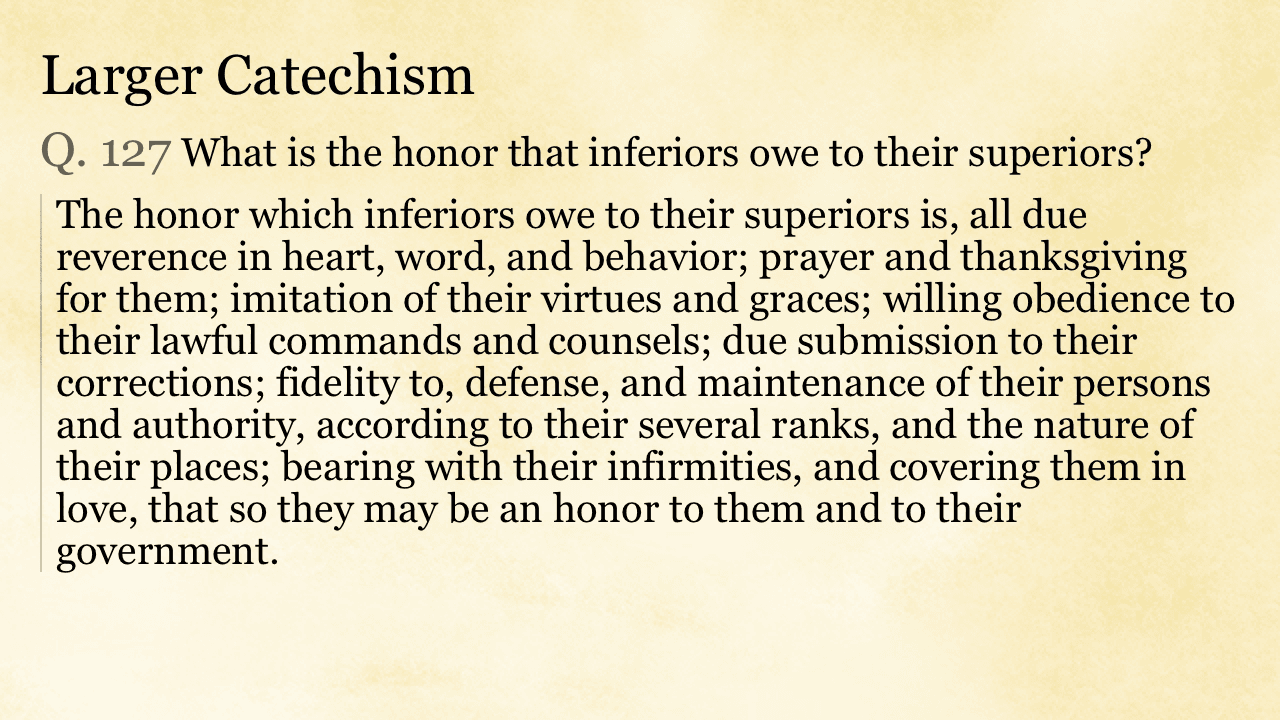 Larger Catechism
Q. 127 What is the honor that inferiors owe to their superiors?
The honor which inferiors owe to their superiors is, all due
reverence in heart, word, and behavior; prayer and thanksgiving
for them; imitation of their virtues and graces; willing obedience to
their lawful commands and counsels; due submission to their
corrections; fidelity to, defense, and maintenance of their persons
and authority, according to their several ranks, and the nature of
their places; bearing with their infirmities, and covering them in
love, that so they may be an honor to them and to their
government.